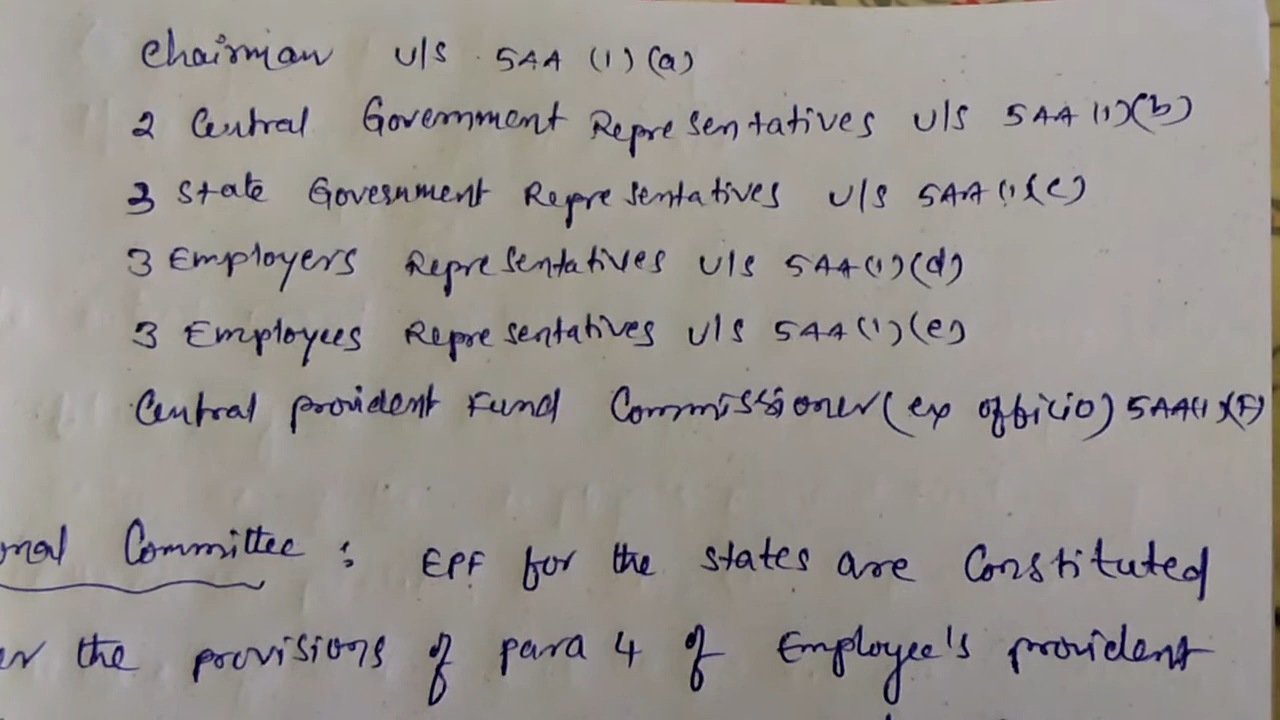 Chairman u/s 5AA (1) (a)
2 Central Government Representatives u/s 5AA (1)(b)
3 State Government Representatives u/s 5AA (1)(c)
3 Employers Representatives u/s 5AA(1)(d)
3 Employees Representatives u/s 5AA(1)(e)
Central provident Fund Commissioner (ex officio) 5AA(1)(F)
onal Committee : EPF for the states are Constituted
er the provisions of para 4 of Employee's provident